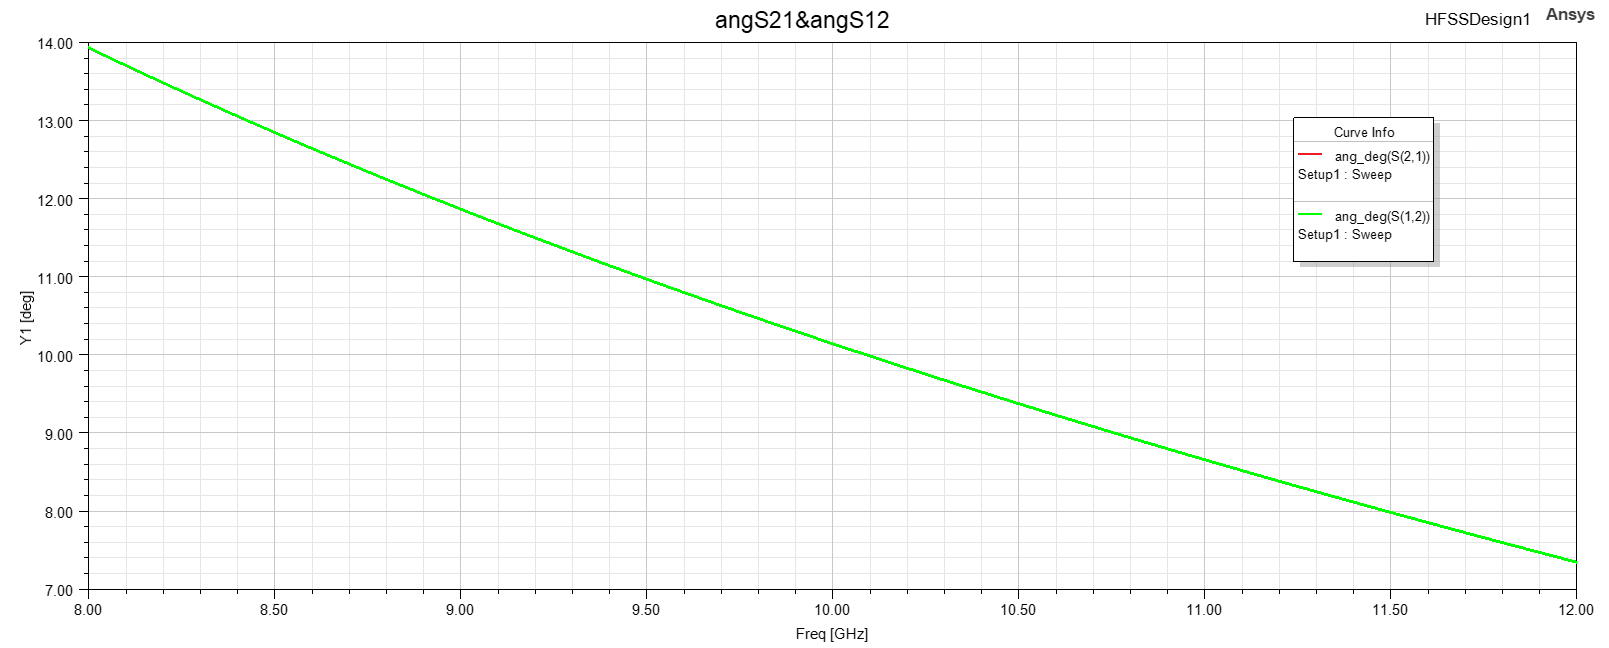 angS21&angS12
HFSSDesign1
Ansys
14.00
13.00
12.00
11.00
10.00
9.00
8.00
7.00
Y1 [deg]
Curve Info
ang_deg(S(2,1))
Setup1 : Sweep
ang_deg(S(1,2))
Setup1 : Sweep
8.00 8.50 9.00 9.50 10.00 10.50 11.00 11.50 12.00
Freq [GHz]